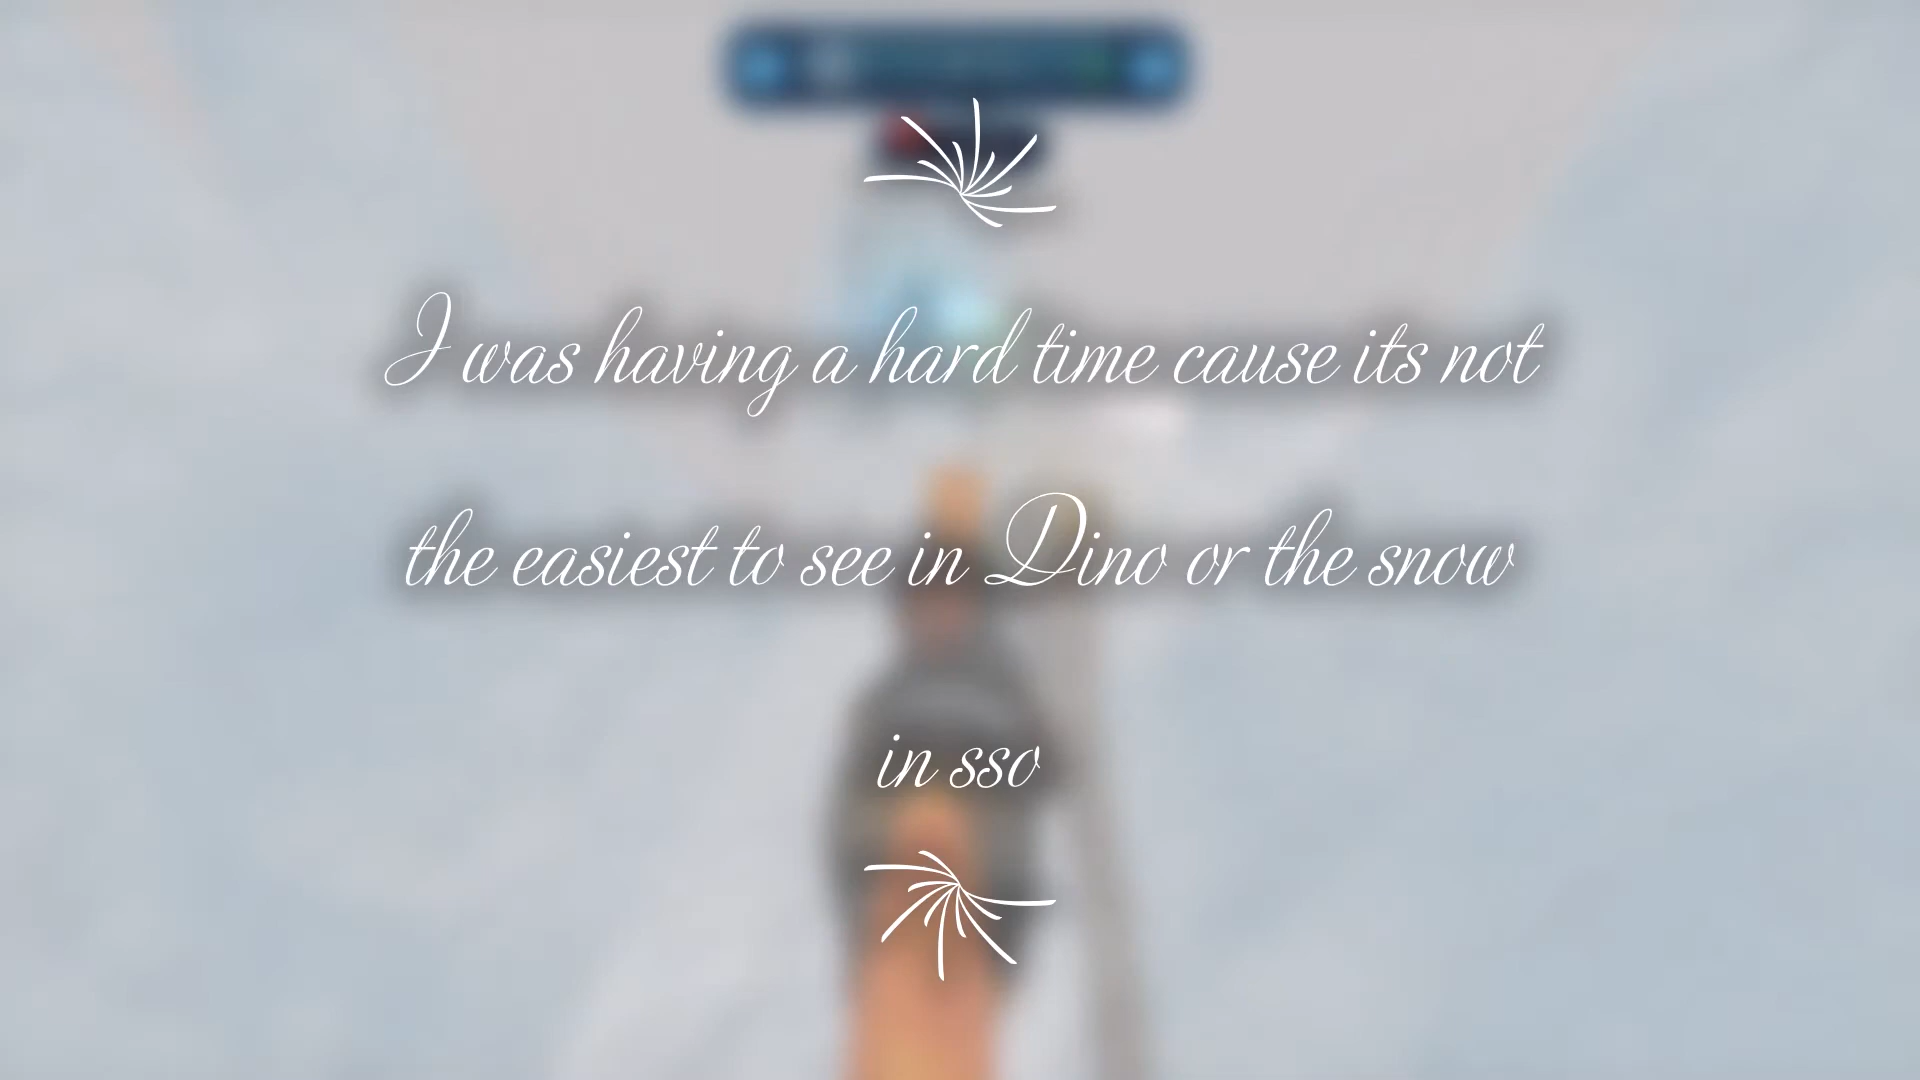 I was having a hard time cause its not
the easiest to see in Dino or the snow
in sso